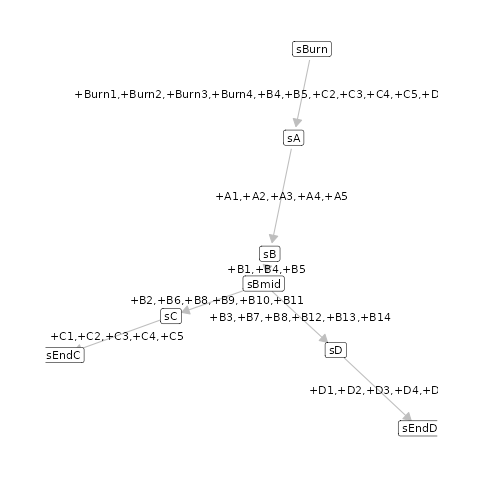 sBurn
+Burn1,+Burn2,+Burn3,+Burn4,+B4,+B5,+C2,+C3,+C4,+C5,+D
sA
+A1,+A2,+A3,+A4,+A5
sB
+B1,+B4,+B5
sBmid
+B2,+B6,+B8,+B9,+B10,+B11
sC
+B3,+B7,+B8,+B12,+B13,+B14
+C1,+C2,+C3,+C4,+C5
sD
sEndC
+D1,+D2,+D3,+D4,+D
sEndD